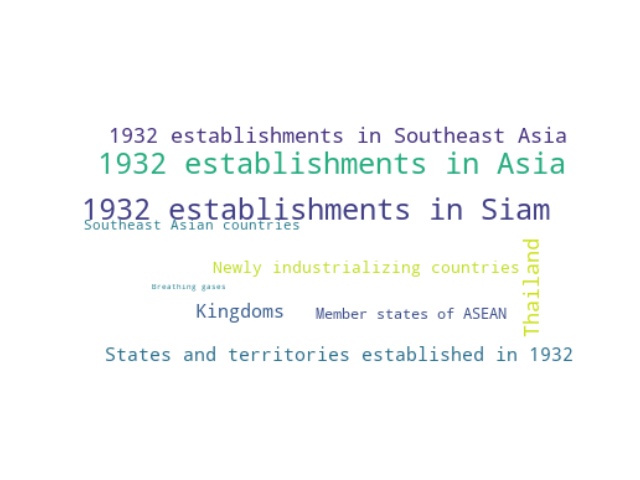 1932 establishments in Southeast Asia
1932 establishments in Asia
1932 establishments in Siam
Southeast Asian countries
Newly industrializing countries
Thailand
Breathing gases
Kingdoms
Member states of ASEAN
States and territories established in 1932